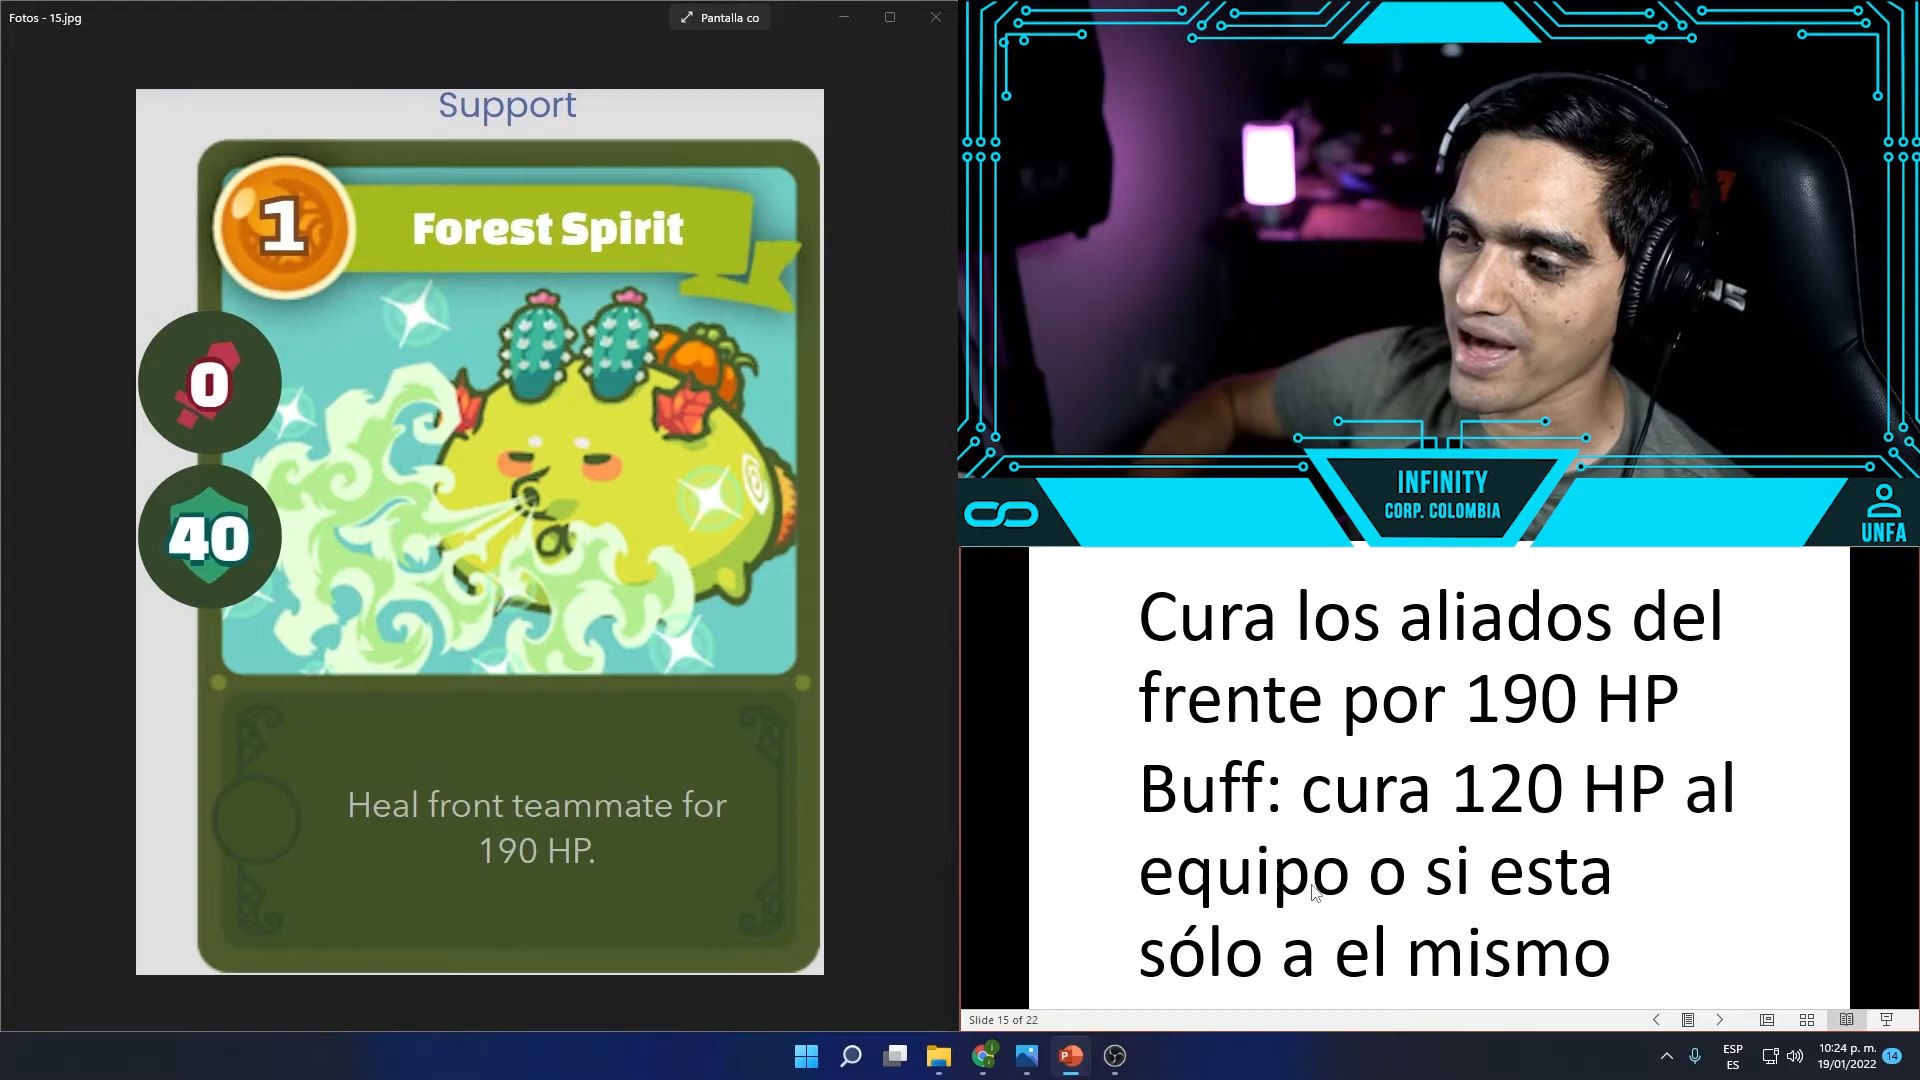 Fotos - 15.jpg
Pantalla co
Support
1
Forest Spirit
0
40
Heal front teammate for
190 HP.
INFINITY
CORP. COLOMBIA
UNFA
Cura los aliados del
frente por 190 HP
Buff: cura 120 HP al
equipo o si esta
sólo a el mismo
Slide 15 of 22
ESP
ES
10:24 p. m.
19/01/2022
14